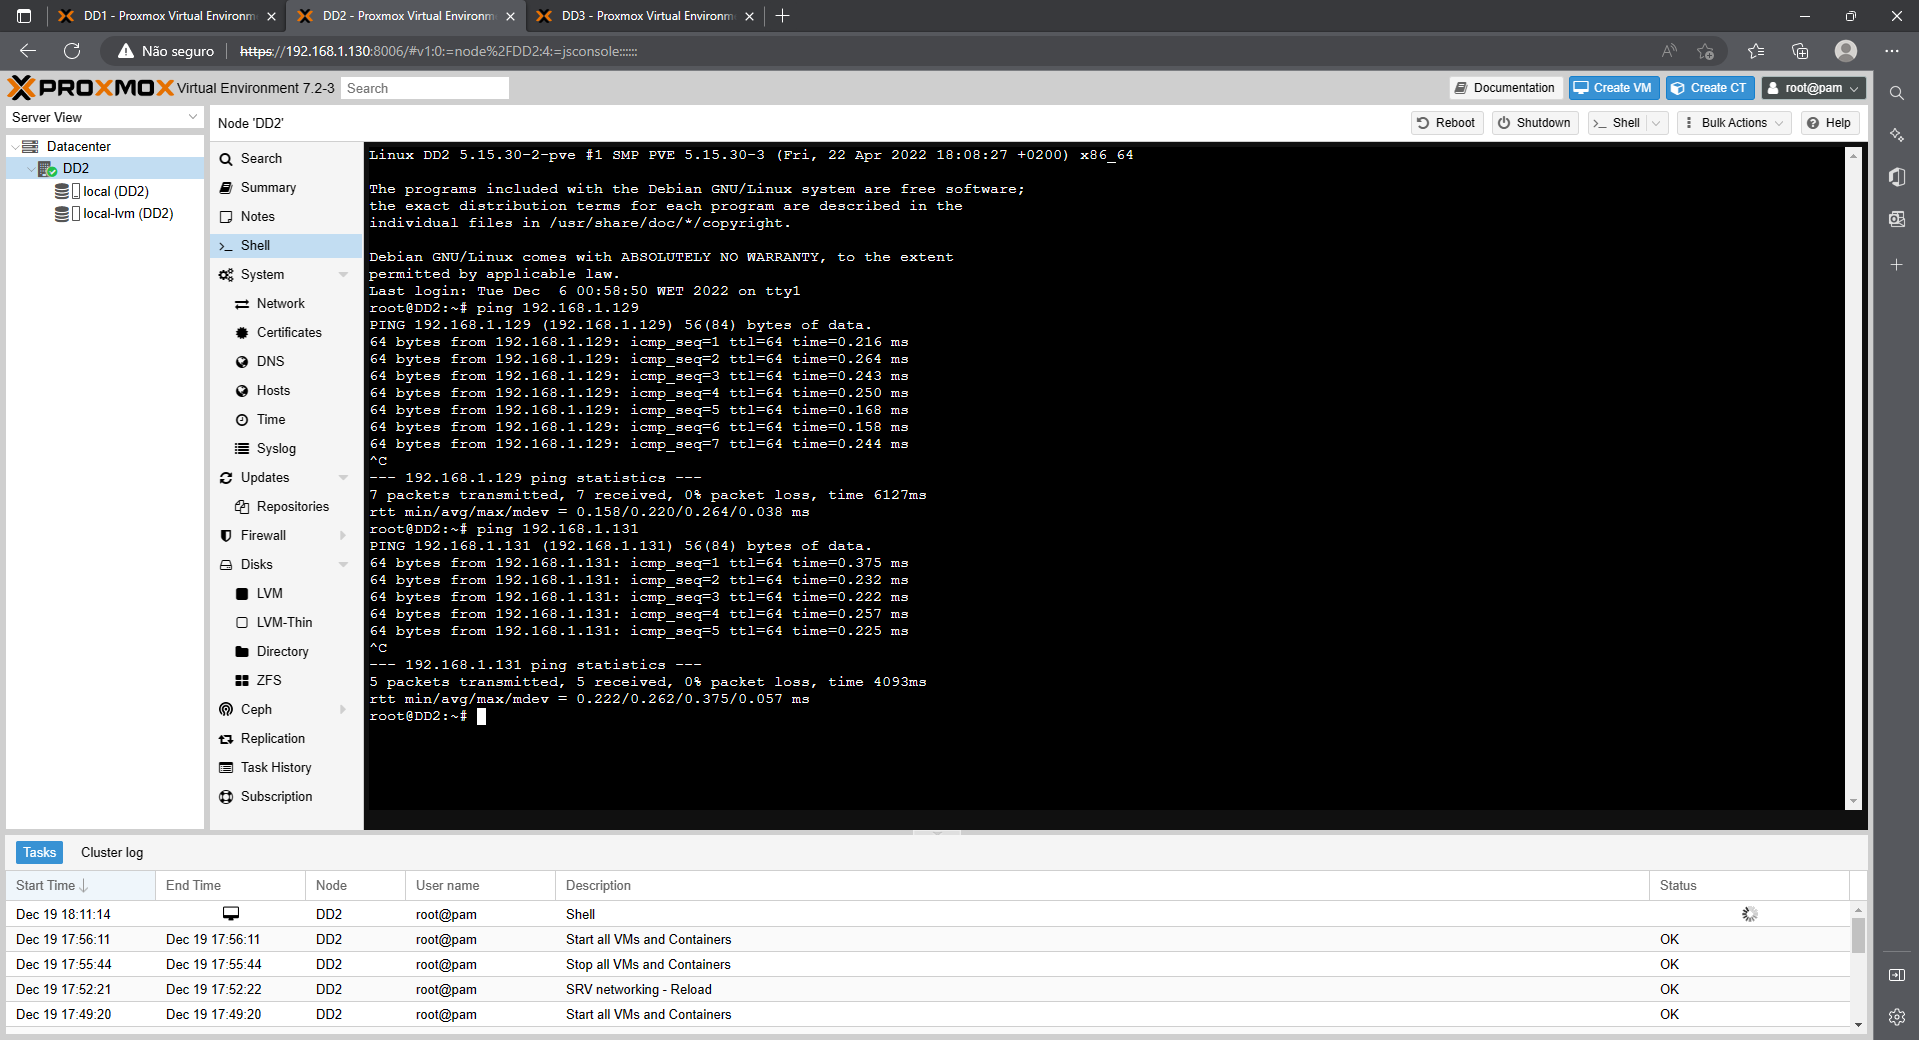 DD1 - Proxmox Virtual Environm
DD2 - Proxmox Virtual Environm
DD3 - Proxmox Virtual Environm
Não seguro
https://192.168.1.130:8006/#v1:0:=node%2FDD2:4:=jsconsole::::::
PROXMOX Virtual Environment 7.2-3
Search
Documentation
Create VM
Create CT
root@pam
Server View
Datacenter
DD2
local (DD2)
local-lvm (DD2)
Node 'DD2'
Reboot
Shutdown
Shell
Bulk Actions
Help
Search
Summary
Notes
Shell
System
Network
Certificates
DNS
Hosts
Time
Syslog
Updates
Repositories
Firewall
Disks
LVM
LVM-Thin
Directory
ZFS
Ceph
Replication
Task History
Subscription
Linux DD2 5.15.30-2-pve #1 SMP PVE 5.15.30-3 (Fri, 22 Apr 2022 18:08:27 +0200) x86_64
The programs included with the Debian GNU/Linux system are free software;
the exact distribution terms for each program are described in the
individual files in /usr/share/doc/*/copyright.
Debian GNU/Linux comes with ABSOLUTELY NO WARRANTY, to the extent
permitted by applicable law.
Last login: Tue Dec  6 00:58:50 WET 2022 on tty1
root@DD2:~# ping 192.168.1.129
PING 192.168.1.129 (192.168.1.129) 56(84) bytes of data.
64 bytes from 192.168.1.129: icmp_seq=1 ttl=64 time=0.216 ms
64 bytes from 192.168.1.129: icmp_seq=2 ttl=64 time=0.264 ms
64 bytes from 192.168.1.129: icmp_seq=3 ttl=64 time=0.243 ms
64 bytes from 192.168.1.129: icmp_seq=4 ttl=64 time=0.250 ms
64 bytes from 192.168.1.129: icmp_seq=5 ttl=64 time=0.168 ms
64 bytes from 192.168.1.129: icmp_seq=6 ttl=64 time=0.158 ms
64 bytes from 192.168.1.129: icmp_seq=7 ttl=64 time=0.244 ms
^C
--- 192.168.1.129 ping statistics ---
7 packets transmitted, 7 received, 0% packet loss, time 6127ms
rtt min/avg/max/mdev = 0.158/0.220/0.264/0.038 ms
root@DD2:~# ping 192.168.1.131
PING 192.168.1.131 (192.168.1.131) 56(84) bytes of data.
64 bytes from 192.168.1.131: icmp_seq=1 ttl=64 time=0.375 ms
64 bytes from 192.168.1.131: icmp_seq=2 ttl=64 time=0.232 ms
64 bytes from 192.168.1.131: icmp_seq=3 ttl=64 time=0.222 ms
64 bytes from 192.168.1.131: icmp_seq=4 ttl=64 time=0.257 ms
64 bytes from 192.168.1.131: icmp_seq=5 ttl=64 time=0.225 ms
^C
--- 192.168.1.131 ping statistics ---
5 packets transmitted, 5 received, 0% packet loss, time 4093ms
rtt min/avg/max/mdev = 0.222/0.262/0.375/0.057 ms
root@DD2:~#
Tasks
Cluster log
Start Time End Time Node User name Description Status
Dec 19 18:11:14 DD2 root@pam Shell
Dec 19 17:56:11 Dec 19 17:56:11 DD2 root@pam Start all VMs and Containers OK
Dec 19 17:55:44 Dec 19 17:55:44 DD2 root@pam Stop all VMs and Containers OK
Dec 19 17:52:21 Dec 19 17:52:22 DD2 root@pam SRV networking - Reload OK
Dec 19 17:49:20 Dec 19 17:49:20 DD2 root@pam Start all VMs and Containers OK